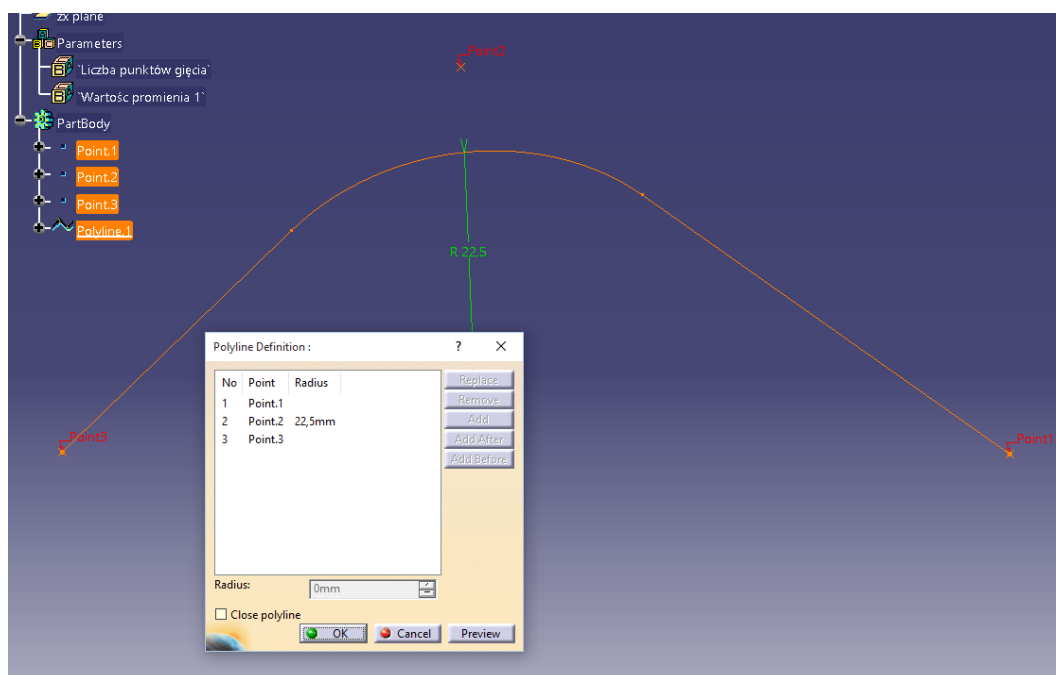 zx plane
Parameters
`Liczba punktów gięcia`
`Wartośc promienia 1`
PartBody
Point.1
Point.2
Point.3
Polyline.1
Point2
R 22,5
Point3
Point1
Polyline Definition :
? X
No Point Radius
1 Point.1
2 Point.2 22,5mm
3 Point.3
Replace
Remove
Add
Add After
Add Before
Radius: 0mm
Close polyline
OK Cancel Preview